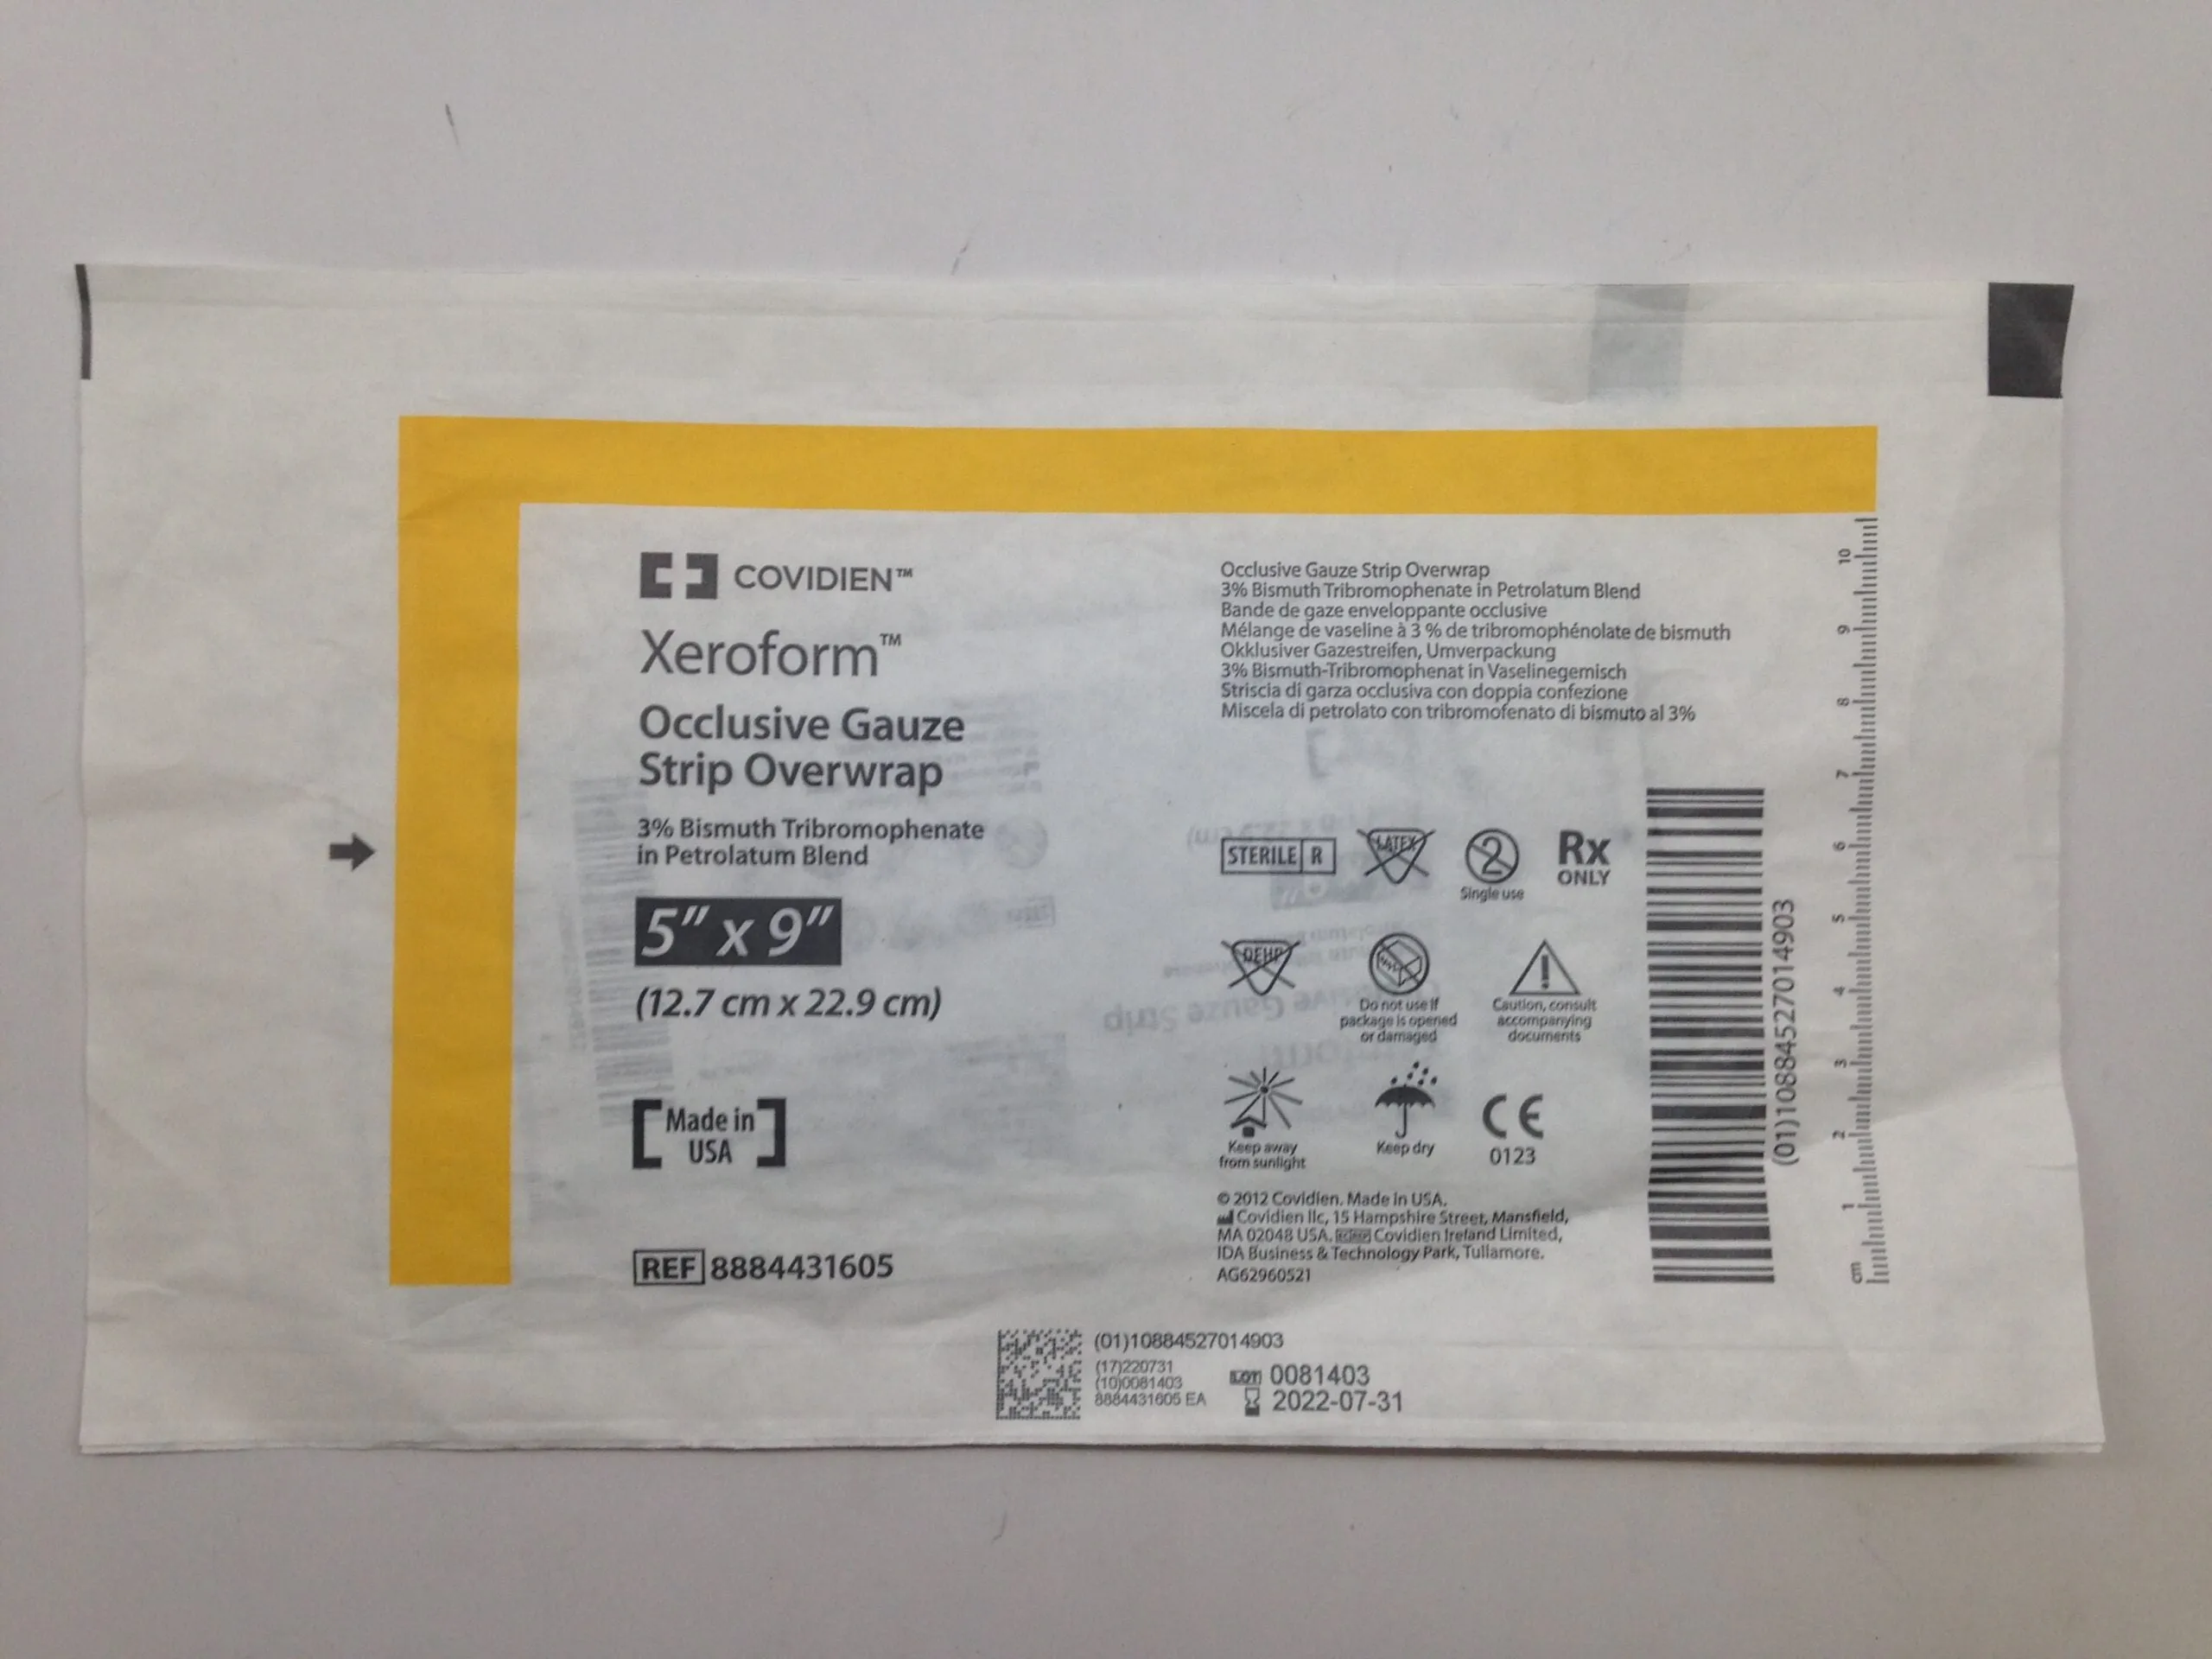 COVIDIEN™
Xeroform™
Occlusive Gauze
Strip Overwrap
3% Bismuth Tribromophenate
in Petrolatum Blend
5" x 9"
(12.7 cm x 22.9 cm)
Made in
USA
REF 8884431605
Occlusive Gauze Strip Overwrap
3% Bismuth Tribromophenate in Petrolatum Blend
Bande de gaze enveloppante occlusive
Mélange de vaseline à 3 % de tribromophénolate de bismuth
Okklusiver Gazestreifen, Umverpackung
3% Bismuth-Tribromophenat in Vaselinegemisch
Striscia di garza occlusiva con doppia confezione
Miscela di petrolato con tribromofenato di bismuto al 3%
STERILE R
LATEX
2
Single use
Rx
ONLY
DEHP
Do not use if
package is opened
or damaged
!
Caution, consult
accompanying
documents
Keep away
from sunlight
Keep dry
CE
0123
© 2012 Covidien. Made in USA.
Covidien llc, 15 Hampshire Street, Mansfield,
MA 02048 USA. Covidien Ireland Limited,
IDA Business & Technology Park, Tullamore.
AG62960521
(01)10884527014903
10
9
8
7
6
5
4
3
2
1
cm
(01)10884527014903
(17)220731
(10)0081403
8884431605 EA
LOT 0081403
2022-07-31